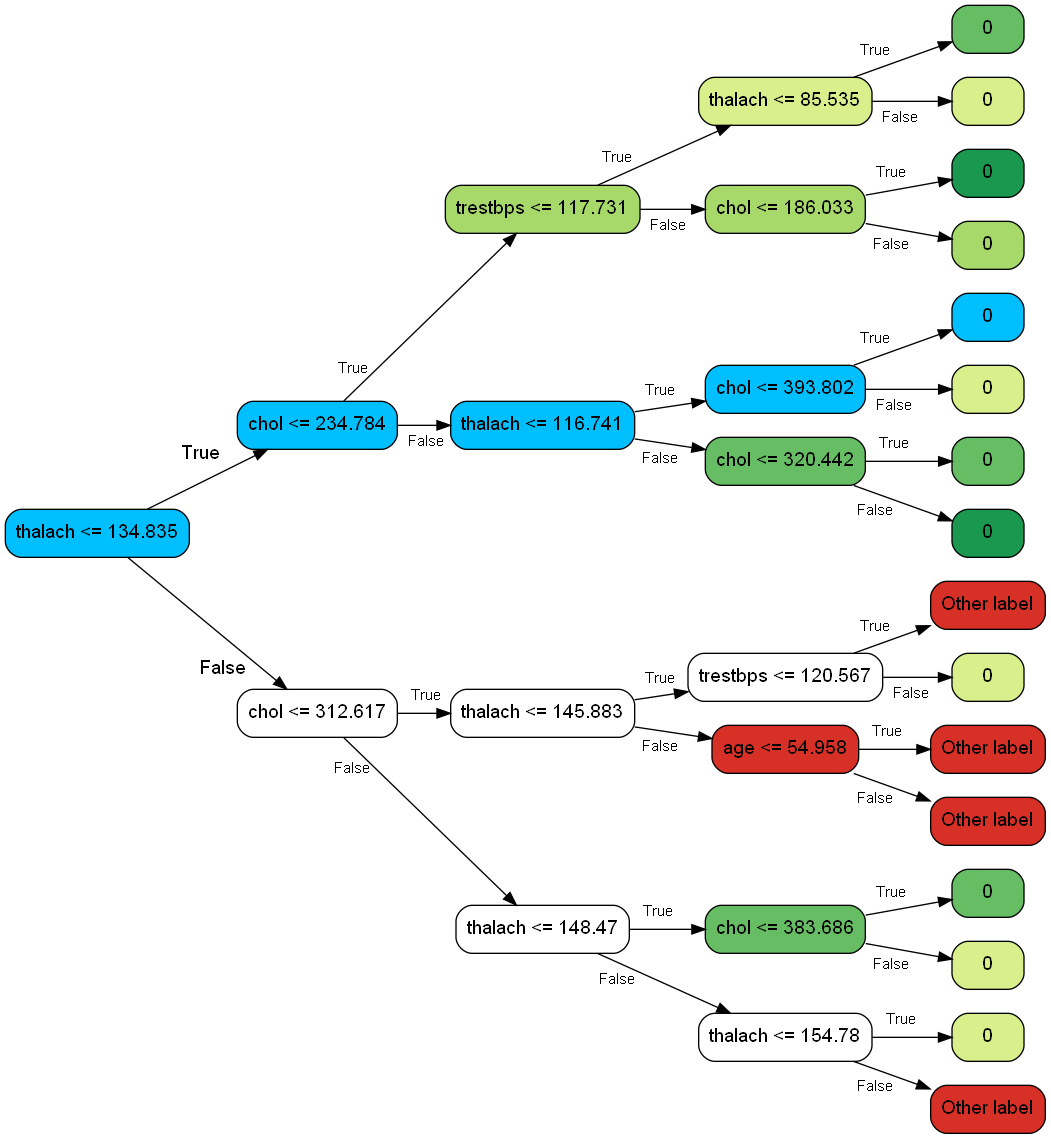 0
True
thalach <= 85.535
0
False
True
0
True
trestbps <= 117.731
chol <= 186.033
False
0
False
0
True
True
chol <= 393.802
0
False
True
True
chol <= 234.784
thalach <= 116.741
False
True
False
chol <= 320.442
0
True
False
False
0
thalach <= 134.835
Other label
True
False
True
trestbps <= 120.567
0
False
True
chol <= 312.617
thalach <= 145.883
False
True
age <= 54.958
Other label
False
False
Other label
True
0
True
thalach <= 148.47
chol <= 383.686
False
0
False
True
thalach <= 154.78
0
False
Other label